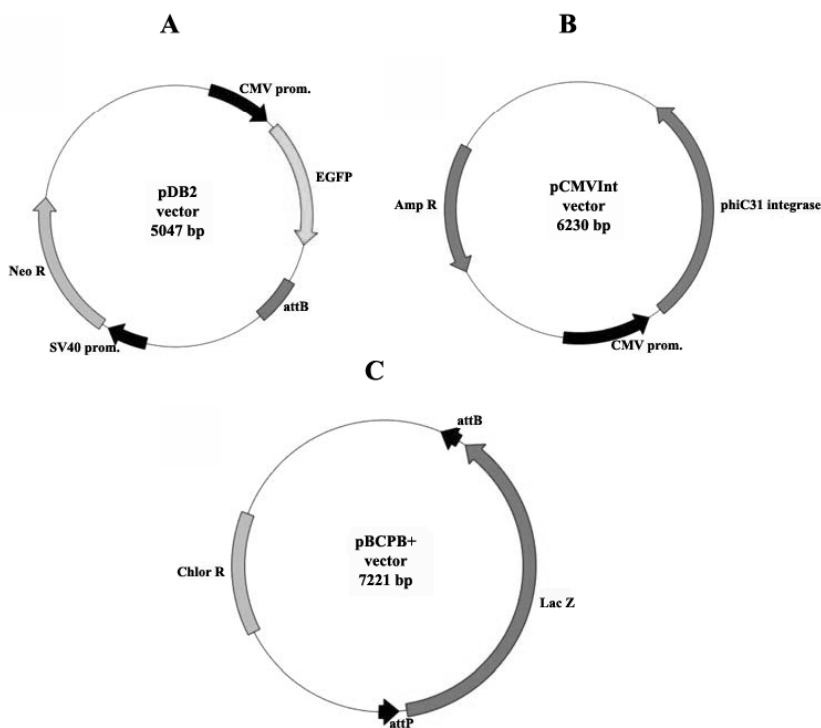 A
CMV prom.
EGFP
pDB2
vector
5047 bp
Neo R
attB
SV40 prom.
B
Amp R
pCMVInt
vector
6230 bp
phiC31 integrase
CMV prom.
C
attB
pBCPB+
vector
7221 bp
Chlor R
Lac Z
attP